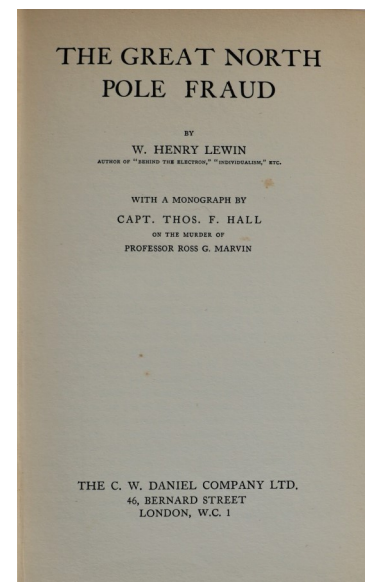 THE GREAT NORTH
POLE FRAUD
BY
W. HENRY LEWIN
AUTHOR OF "BEHIND THE ELECTRON," "INDIVIDUALISM," ETC.
WITH A MONOGRAPH BY
CAPT. THOS. F. HALL
ON THE MURDER OF
PROFESSOR ROSS G. MARVIN
THE C. W. DANIEL COMPANY LTD.
46, BERNARD STREET
LONDON, W.C. 1